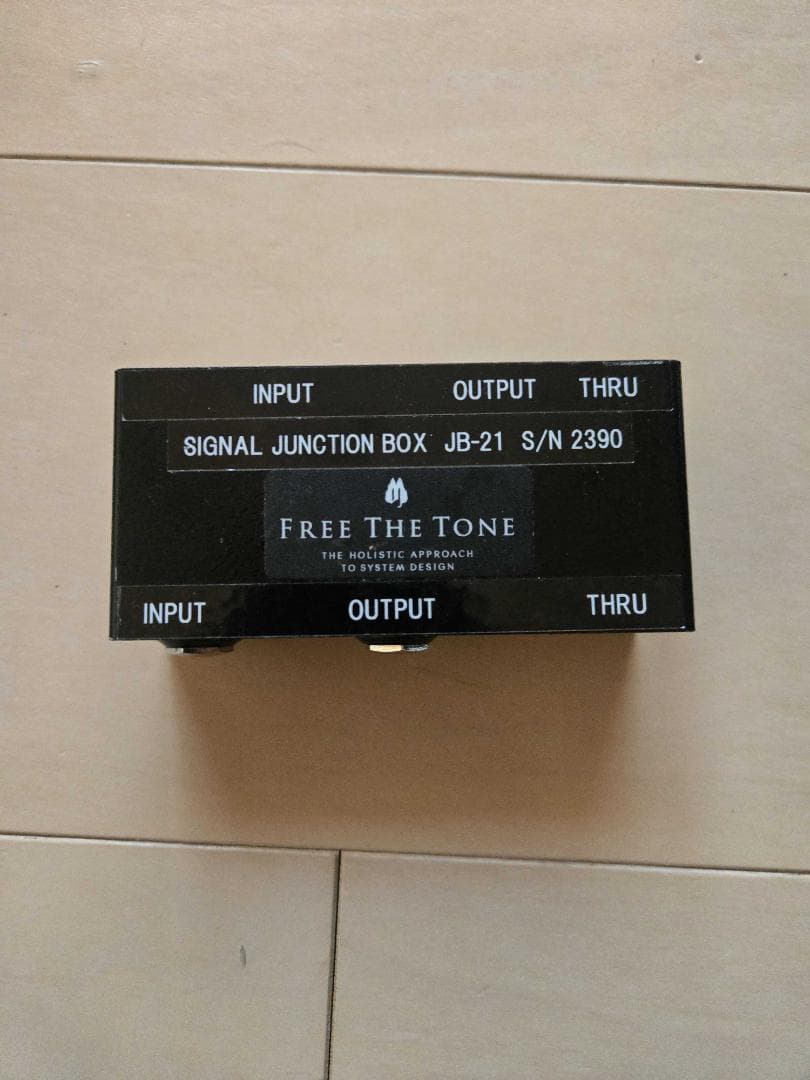 INPUT OUTPUT THRU
SIGNAL JUNCTION BOX JB-21 S/N 2390
FREE THE TONE
THE HOLISTIC APPROACH
TO SYSTEM DESIGN
INPUT OUTPUT THRU